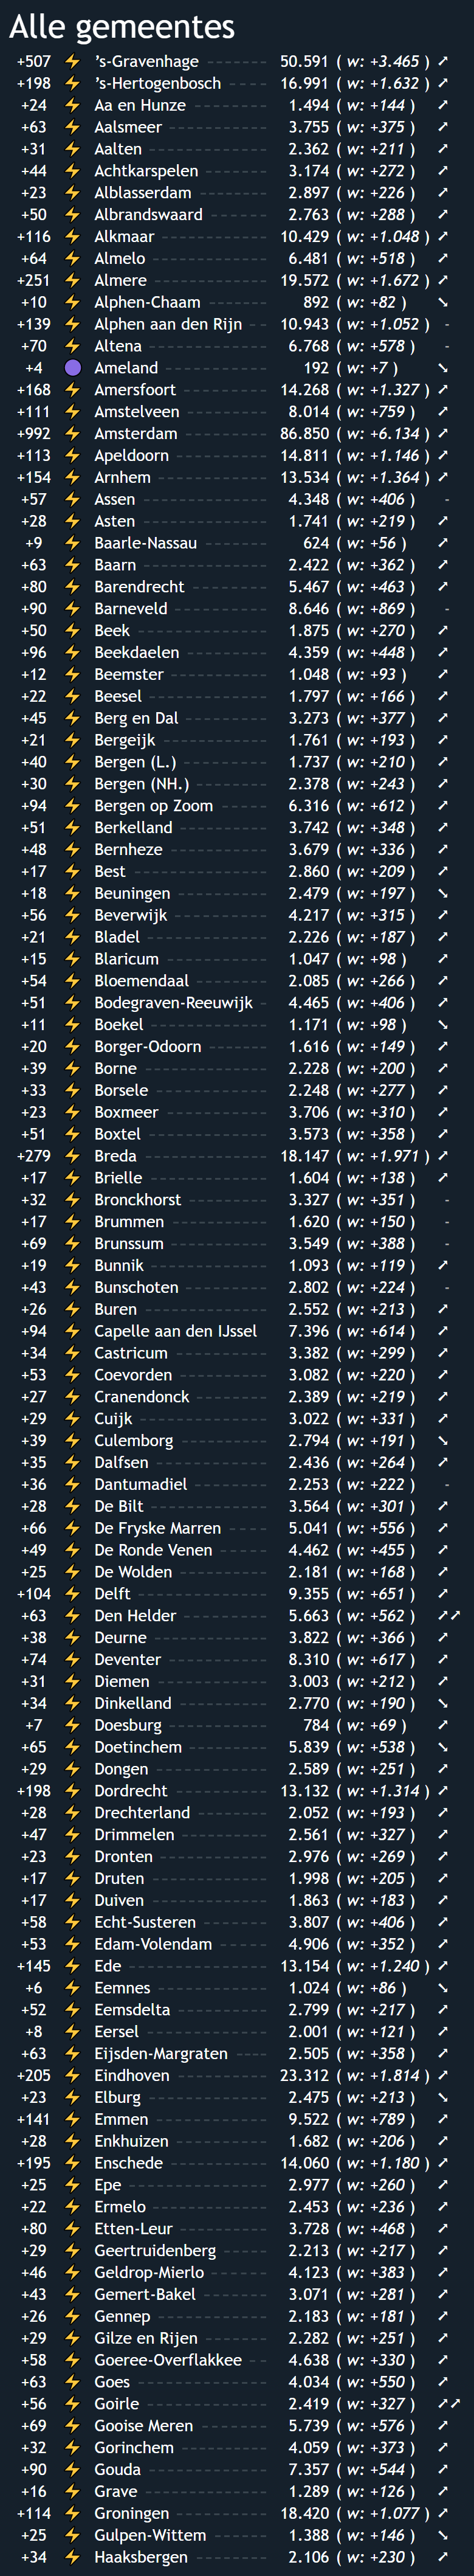 Alle gemeentes
+507 ⚡ ’s-Gravenhage 50.591 ( w: +3.465 ) ➚
+198 ⚡ ’s-Hertogenbosch 16.991 ( w: +1.632 ) ➚
+24 ⚡ Aa en Hunze 1.494 ( w: +144 ) ➚
+63 ⚡ Aalsmeer 3.755 ( w: +375 ) ➚
+31 ⚡ Aalten 2.362 ( w: +211 ) ➚
+44 ⚡ Achtkarspelen 3.174 ( w: +272 ) ➚
+23 ⚡ Alblasserdam 2.897 ( w: +226 ) ➚
+50 ⚡ Albrandswaard 2.763 ( w: +288 ) ➚
+116 ⚡ Alkmaar 10.429 ( w: +1.048 ) ➚
+64 ⚡ Almelo 6.481 ( w: +518 ) ➚
+251 ⚡ Almere 19.572 ( w: +1.672 ) ➚
+10 ⚡ Alphen-Chaam 892 ( w: +82 ) ➘
+139 ⚡ Alphen aan den Rijn 10.943 ( w: +1.052 ) -
+70 ⚡ Altena 6.768 ( w: +578 ) -
+4 🟣 Ameland 192 ( w: +7 ) ➘
+168 ⚡ Amersfoort 14.268 ( w: +1.327 ) ➚
+111 ⚡ Amstelveen 8.014 ( w: +759 ) ➚
+992 ⚡ Amsterdam 86.850 ( w: +6.134 ) ➚
+113 ⚡ Apeldoorn 14.811 ( w: +1.146 ) ➚
+154 ⚡ Arnhem 13.534 ( w: +1.364 ) ➚
+57 ⚡ Assen 4.348 ( w: +406 ) -
+28 ⚡ Asten 1.741 ( w: +219 ) ➚
+9 ⚡ Baarle-Nassau 624 ( w: +56 ) ➚
+63 ⚡ Baarn 2.422 ( w: +362 ) ➚
+80 ⚡ Barendrecht 5.467 ( w: +463 ) ➚
+90 ⚡ Barneveld 8.646 ( w: +869 ) -
+50 ⚡ Beek 1.875 ( w: +270 ) ➚
+96 ⚡ Beekdaelen 4.359 ( w: +448 ) ➚
+12 ⚡ Beemster 1.048 ( w: +93 ) ➚
+22 ⚡ Beesel 1.797 ( w: +166 ) ➚
+45 ⚡ Berg en Dal 3.273 ( w: +377 ) ➚
+21 ⚡ Bergeijk 1.761 ( w: +193 ) ➚
+40 ⚡ Bergen (L.) 1.737 ( w: +210 ) ➚
+30 ⚡ Bergen (NH.) 2.378 ( w: +243 ) ➚
+94 ⚡ Bergen op Zoom 6.316 ( w: +612 ) ➚
+51 ⚡ Berkelland 3.742 ( w: +348 ) ➚
+48 ⚡ Bernheze 3.679 ( w: +336 ) ➚
+17 ⚡ Best 2.860 ( w: +209 ) ➚
+18 ⚡ Beuningen 2.479 ( w: +197 ) ➘
+56 ⚡ Beverwijk 4.217 ( w: +315 ) ➚
+21 ⚡ Bladel 2.226 ( w: +187 ) ➚
+15 ⚡ Blaricum 1.047 ( w: +98 ) ➚
+54 ⚡ Bloemendaal 2.085 ( w: +266 ) ➚
+51 ⚡ Bodegraven-Reeuwijk 4.465 ( w: +406 ) ➚
+11 ⚡ Boekel 1.171 ( w: +98 ) ➘
+20 ⚡ Borger-Odoorn 1.616 ( w: +149 ) ➚
+39 ⚡ Borne 2.228 ( w: +200 ) ➚
+33 ⚡ Borsele 2.248 ( w: +277 ) ➚
+23 ⚡ Boxmeer 3.706 ( w: +310 ) ➚
+51 ⚡ Boxtel 3.573 ( w: +358 ) ➚
+279 ⚡ Breda 18.147 ( w: +1.971 ) ➚
+17 ⚡ Brielle 1.604 ( w: +138 ) ➚
+32 ⚡ Bronckhorst 3.327 ( w: +351 ) -
+17 ⚡ Brummen 1.620 ( w: +150 ) -
+69 ⚡ Brunssum 3.549 ( w: +388 ) -
+19 ⚡ Bunnik 1.093 ( w: +119 ) ➚
+43 ⚡ Bunschoten 2.802 ( w: +224 ) -
+26 ⚡ Buren 2.552 ( w: +213 ) ➚
+94 ⚡ Capelle aan den IJssel 7.396 ( w: +614 ) ➚
+34 ⚡ Castricum 3.382 ( w: +299 ) ➚
+53 ⚡ Coevorden 3.082 ( w: +220 ) ➚
+27 ⚡ Cranendonck 2.389 ( w: +219 ) ➚
+29 ⚡ Cuijk 3.022 ( w: +331 ) ➚
+39 ⚡ Culemborg 2.794 ( w: +191 ) ➘
+35 ⚡ Dalfsen 2.436 ( w: +264 ) ➚
+36 ⚡ Dantumadiel 2.253 ( w: +222 ) -
+28 ⚡ De Bilt 3.564 ( w: +301 ) ➚
+66 ⚡ De Fryske Marren 5.041 ( w: +556 ) ➚
+49 ⚡ De Ronde Venen 4.462 ( w: +455 ) ➚
+25 ⚡ De Wolden 2.181 ( w: +168 ) ➚
+104 ⚡ Delft 9.355 ( w: +651 ) ➚
+63 ⚡ Den Helder 5.663 ( w: +562 ) ➚➚
+38 ⚡ Deurne 3.822 ( w: +366 ) ➚
+74 ⚡ Deventer 8.310 ( w: +617 ) ➚
+31 ⚡ Diemen 3.003 ( w: +212 ) ➚
+34 ⚡ Dinkelland 2.770 ( w: +190 ) ➘
+7 ⚡ Doesburg 784 ( w: +69 ) ➚
+65 ⚡ Doetinchem 5.839 ( w: +538 ) ➘
+29 ⚡ Dongen 2.589 ( w: +251 ) ➚
+198 ⚡ Dordrecht 13.132 ( w: +1.314 ) ➚
+28 ⚡ Drechterland 2.052 ( w: +193 ) ➚
+47 ⚡ Drimmelen 2.561 ( w: +327 ) ➚
+23 ⚡ Dronten 2.976 ( w: +269 ) ➚
+17 ⚡ Druten 1.998 ( w: +205 ) ➚
+17 ⚡ Duiven 1.863 ( w: +183 ) ➚
+58 ⚡ Echt-Susteren 3.807 ( w: +406 ) ➚
+53 ⚡ Edam-Volendam 4.906 ( w: +352 ) ➚
+145 ⚡ Ede 13.154 ( w: +1.240 ) ➚
+6 ⚡ Eemnes 1.024 ( w: +86 ) ➘
+52 ⚡ Eemsdelta 2.799 ( w: +217 ) ➚
+8 ⚡ Eersel 2.001 ( w: +121 ) ➚
+63 ⚡ Eijsden-Margraten 2.505 ( w: +358 ) ➚
+205 ⚡ Eindhoven 23.312 ( w: +1.814 ) ➚
+23 ⚡ Elburg 2.475 ( w: +213 ) ➘
+141 ⚡ Emmen 9.522 ( w: +789 ) ➚
+28 ⚡ Enkhuizen 1.682 ( w: +206 ) ➚
+195 ⚡ Enschede 14.060 ( w: +1.180 ) ➚
+25 ⚡ Epe 2.977 ( w: +260 ) ➚
+22 ⚡ Ermelo 2.453 ( w: +236 ) ➚
+80 ⚡ Etten-Leur 3.728 ( w: +468 ) ➚
+29 ⚡ Geertruidenberg 2.213 ( w: +217 ) ➚
+46 ⚡ Geldrop-Mierlo 4.123 ( w: +383 ) ➚
+43 ⚡ Gemert-Bakel 3.071 ( w: +281 ) ➚
+26 ⚡ Gennep 2.183 ( w: +181 ) ➚
+29 ⚡ Gilze en Rijen 2.282 ( w: +251 ) ➚
+58 ⚡ Goeree-Overflakkee 4.638 ( w: +330 ) ➚
+63 ⚡ Goes 4.034 ( w: +550 ) ➚
+56 ⚡ Goirle 2.419 ( w: +327 ) ➚➚
+69 ⚡ Gooise Meren 5.739 ( w: +576 ) ➚
+32 ⚡ Gorinchem 4.059 ( w: +373 ) ➚
+90 ⚡ Gouda 7.357 ( w: +544 ) ➚
+16 ⚡ Grave 1.289 ( w: +126 ) ➚
+114 ⚡ Groningen 18.420 ( w: +1.077 ) ➚
+25 ⚡ Gulpen-Wittem 1.388 ( w: +146 ) ➘
+34 ⚡ Haaksbergen 2.106 ( w: +230 ) ➚